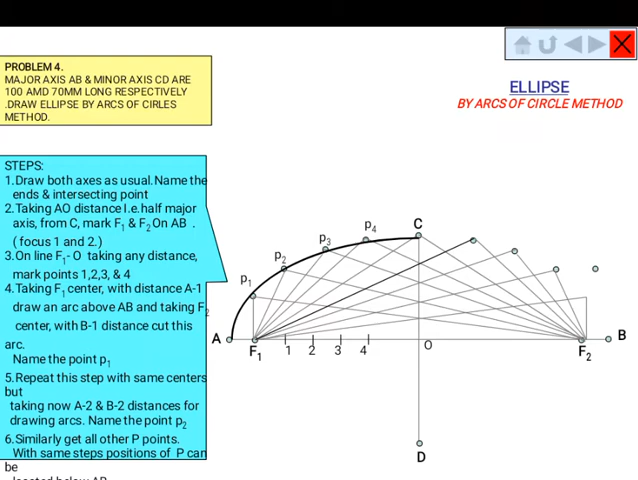 PROBLEM 4.
MAJOR AXIS AB & MINOR AXIS CD ARE
100 AMD 70MM LONG RESPECTIVELY
.DRAW ELLIPSE BY ARCS OF CIRLES
METHOD.
ELLIPSE
BY ARCS OF CIRCLE METHOD
STEPS:
1.Draw both axes as usual.Name the
ends & intersecting point
2.Taking AO distance I.e.half major
axis, from C, mark F1 & F2 On AB .
( focus 1 and 2.)
3.On line F1- O taking any distance,
mark points 1,2,3, & 4
4.Taking F1 center, with distance A-1
draw an arc above AB and taking F2
center, with B-1 distance cut this
arc.
Name the point p1
5.Repeat this step with same centers
but
taking now A-2 & B-2 distances for
drawing arcs. Name the point p2
6.Similarly get all other P points.
With same steps positions of P can
be
located below AB
p1
p2
p3
p4
C
A
F1
1
2
3
4
O
F2
B
D